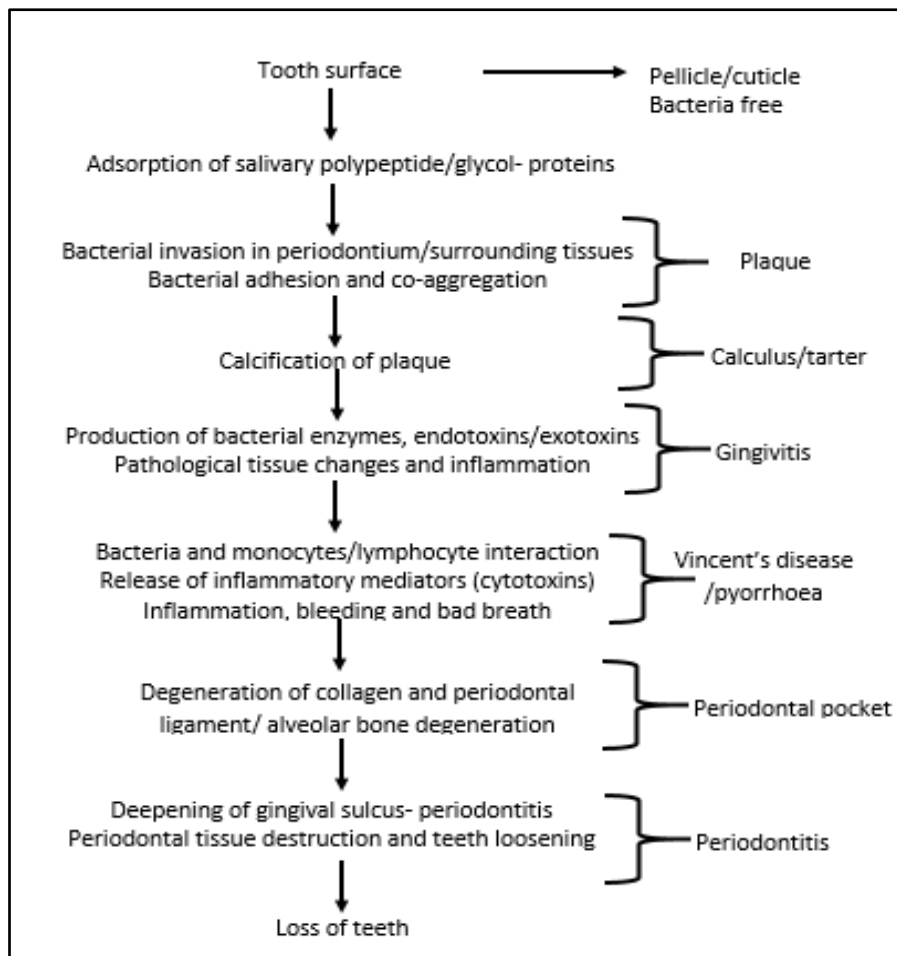 Tooth surface
Pellicle/cuticle
Bacteria free
Adsorption of salivary polypeptide/glycol- proteins
Bacterial invasion in periodontium/surrounding tissues
Bacterial adhesion and co-aggregation
Plaque
Calcification of plaque
Calculus/tarter
Production of bacterial enzymes, endotoxins/exotoxins
Pathological tissue changes and inflammation
Gingivitis
Bacteria and monocytes/lymphocyte interaction
Release of inflammatory mediators (cytotoxins)
Inflammation, bleeding and bad breath
Vincent's disease
/pyorrhoea
Degeneration of collagen and periodontal
ligament/ alveolar bone degeneration
Periodontal pocket
Deepening of gingival sulcus- periodontitis
Periodontal tissue destruction and teeth loosening
Periodontitis
Loss of teeth